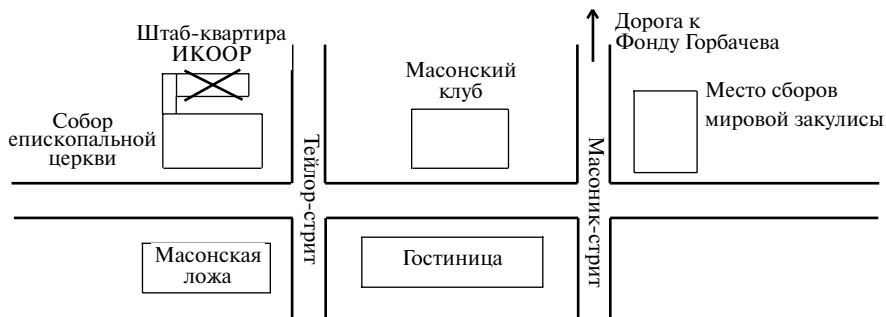 Штаб-квартира
ИКООР
Дорога к
Фонду Горбачева
Масонский
клуб
Место сборов
мировой закулисы
Собор
епископальной
церкви
Тейлор-стрит
Масоник-стрит
Масонская
ложа
Гостиница